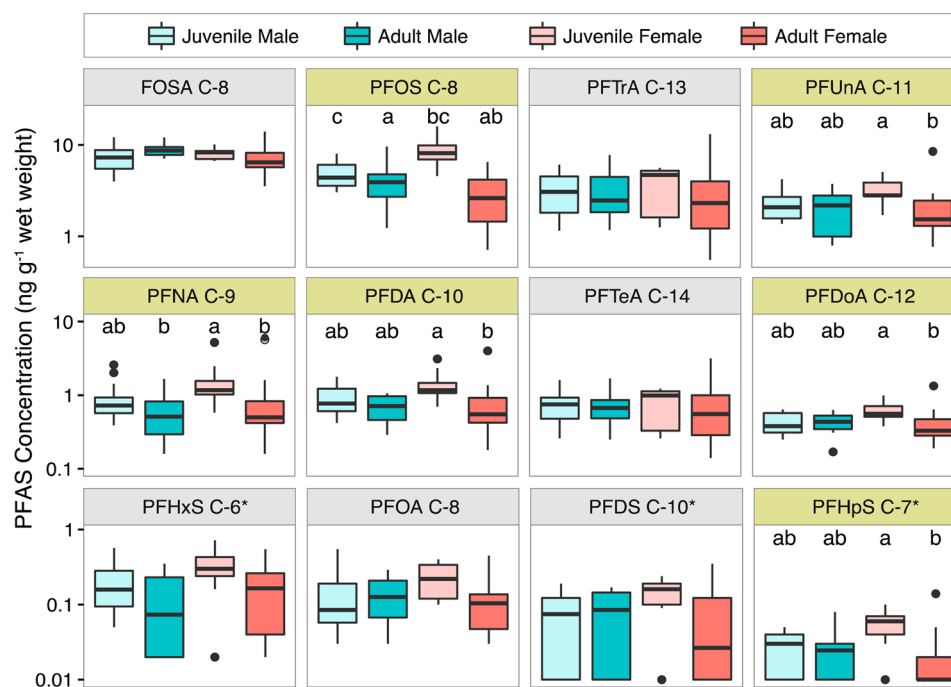 Juvenile Male Adult Male Juvenile Female Adult Female
FOSA C-8 PFOS C-8 PFTrA C-13 PFUnA C-11
c a bc ab
ab ab a b
10
1
PFNA C-9 PFDA C-10 PFTeA C-14 PFDoA C-12
10
ab b a b
ab ab a b
ab ab a b
1
0.1
PFHxS C-6* PFOA C-8 PFDS C-10* PFHpS C-7*
1
ab ab a b
0.1
0.01
PFAS Concentration (ng g⁻¹ wet weight)